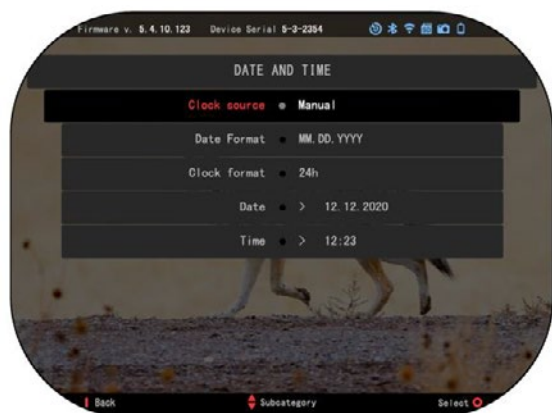 Firmware v. 5.4.10.123 Device Serial 5-3-2354
DATE AND TIME
Clock source Manual
Date Format MM.DD.YYYY
Clock format 24h
Date > 12.12.2020
Time > 12:23
Back Subcategory Select